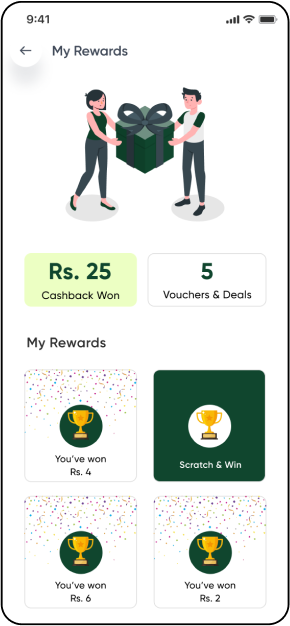 9:41
My Rewards
Rs. 25
Cashback Won
5
Vouchers & Deals
My Rewards
You've won
Rs. 4
Scratch & Win
You've won
Rs. 6
You've won
Rs. 2